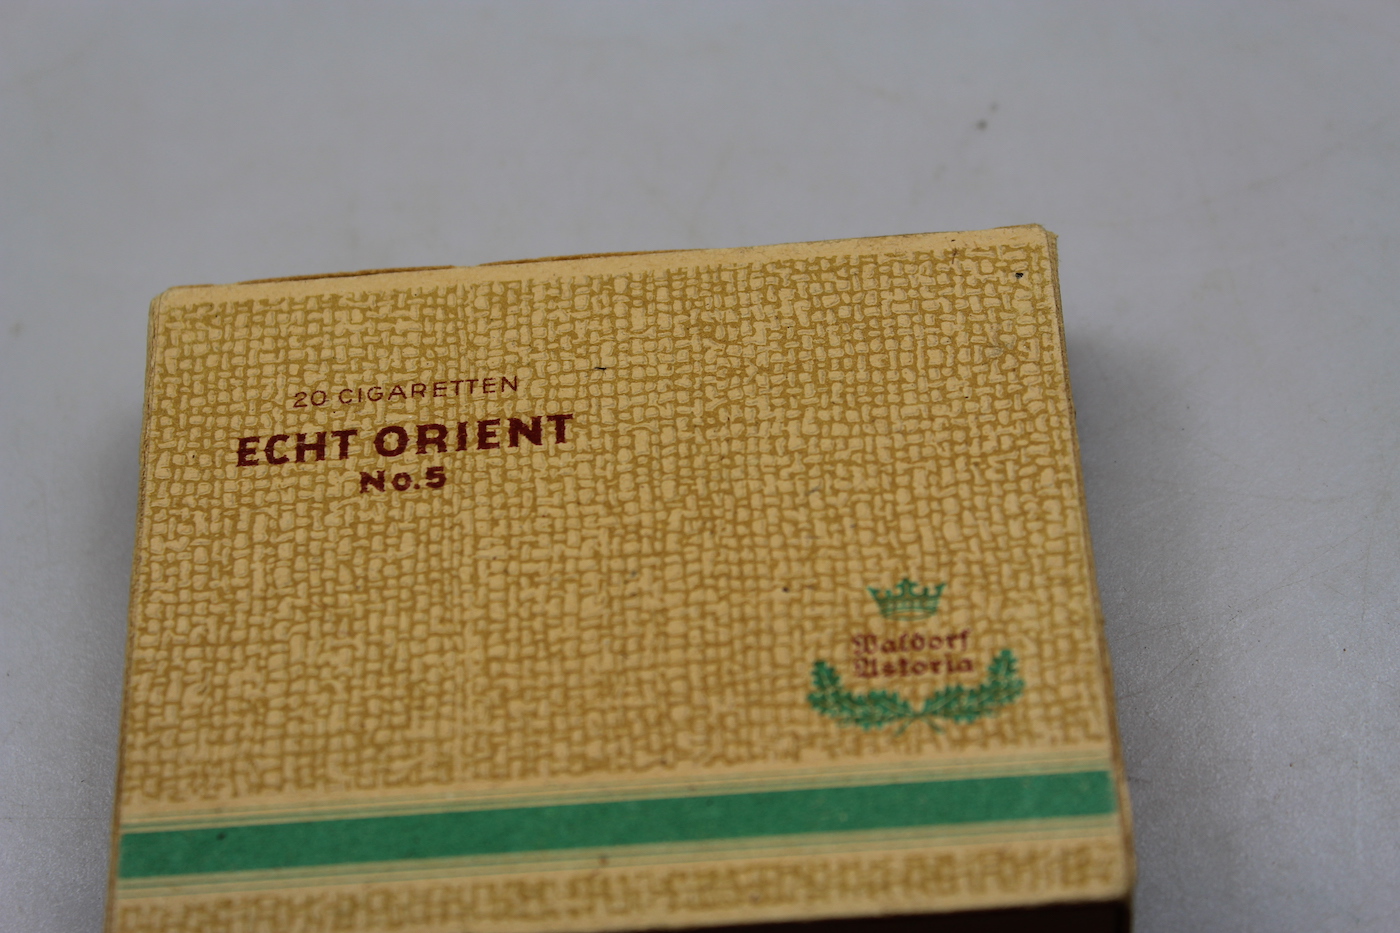 20 CIGARETTEN
ECHT ORIENT
No.5
Waldorf
Astoria